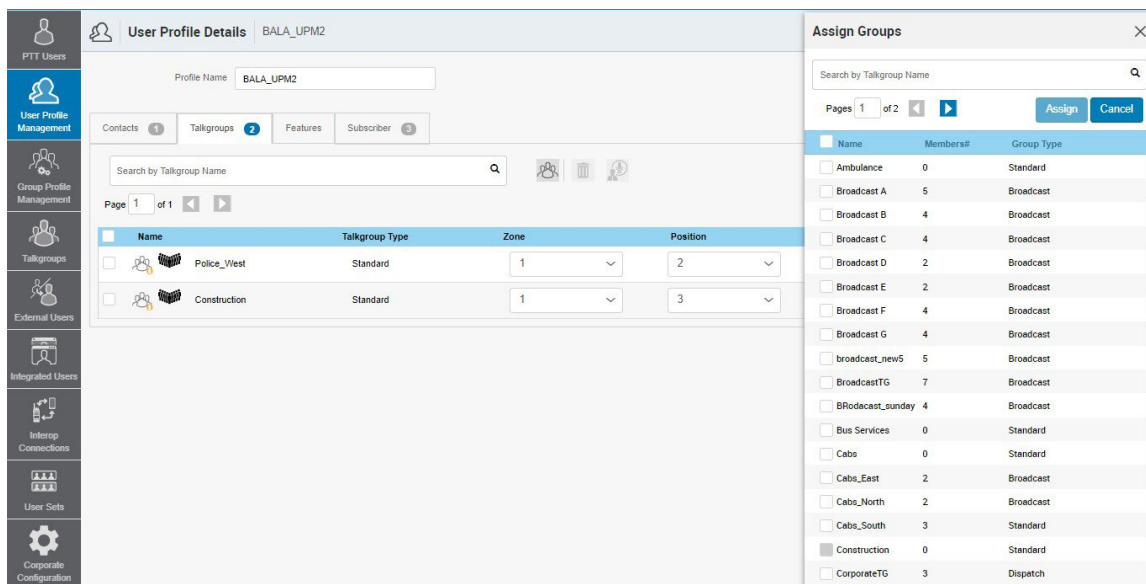 PTT Users
User Profile
Management
Group Profile
Management
Talkgroups
External Users
Integrated Users
Interop
Connections
User Sets
Corporate
Configuration
User Profile Details BALA_UPM2
Profile Name BALA_UPM2
Contacts 1 Talkgroups 2 Features Subscriber 3
Search by Talkgroup Name
Page 1 of 1
Name Talkgroup Type Zone Position
Police_West Standard 1 2
Construction Standard 1 3
Assign Groups
Search by Talkgroup Name
Pages 1 of 2 Assign Cancel
Name Members# Group Type
Ambulance 0 Standard
Broadcast A 5 Broadcast
Broadcast B 4 Broadcast
Broadcast C 4 Broadcast
Broadcast D 2 Broadcast
Broadcast E 2 Broadcast
Broadcast F 4 Broadcast
Broadcast G 4 Broadcast
broadcast_new5 5 Broadcast
BroadcastTG 7 Broadcast
BRodacast_sunday 4 Broadcast
Bus Services 0 Standard
Cabs 0 Standard
Cabs_East 2 Broadcast
Cabs_North 2 Broadcast
Cabs_South 3 Standard
Construction 0 Standard
CorporateTG 3 Dispatch